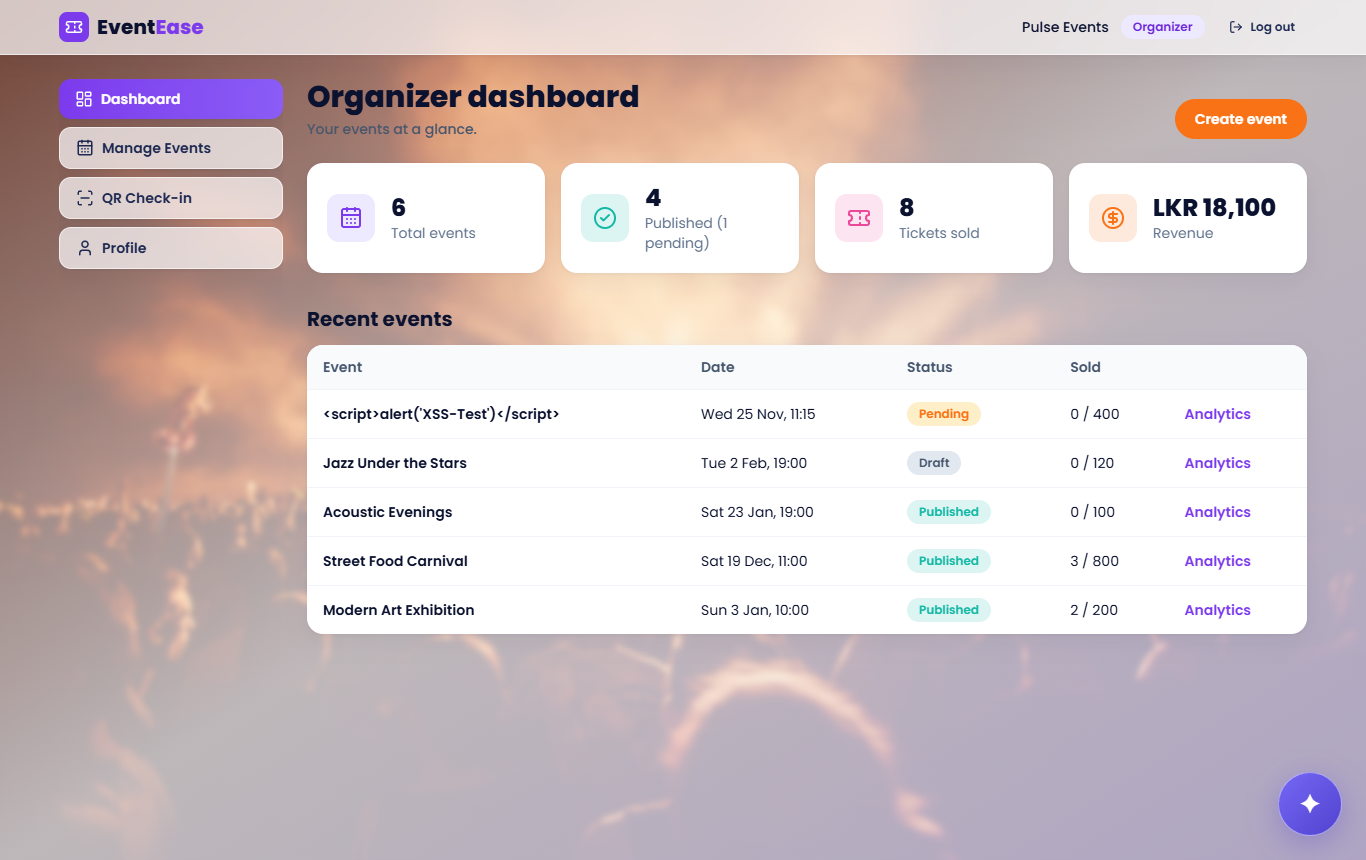 EventEase
Pulse Events
Organizer
Log out
Dashboard
Manage Events
QR Check-in
Profile
Organizer dashboard
Your events at a glance.
Create event
6
Total events
4
Published (1
pending)
8
Tickets sold
LKR 18,100
Revenue
Recent events
Event Date Status Sold
<script>alert('XSS-Test')</script> Wed 25 Nov, 11:15 Pending 0 / 400 Analytics
Jazz Under the Stars Tue 2 Feb, 19:00 Draft 0 / 120 Analytics
Acoustic Evenings Sat 23 Jan, 19:00 Published 0 / 100 Analytics
Street Food Carnival Sat 19 Dec, 11:00 Published 3 / 800 Analytics
Modern Art Exhibition Sun 3 Jan, 10:00 Published 2 / 200 Analytics